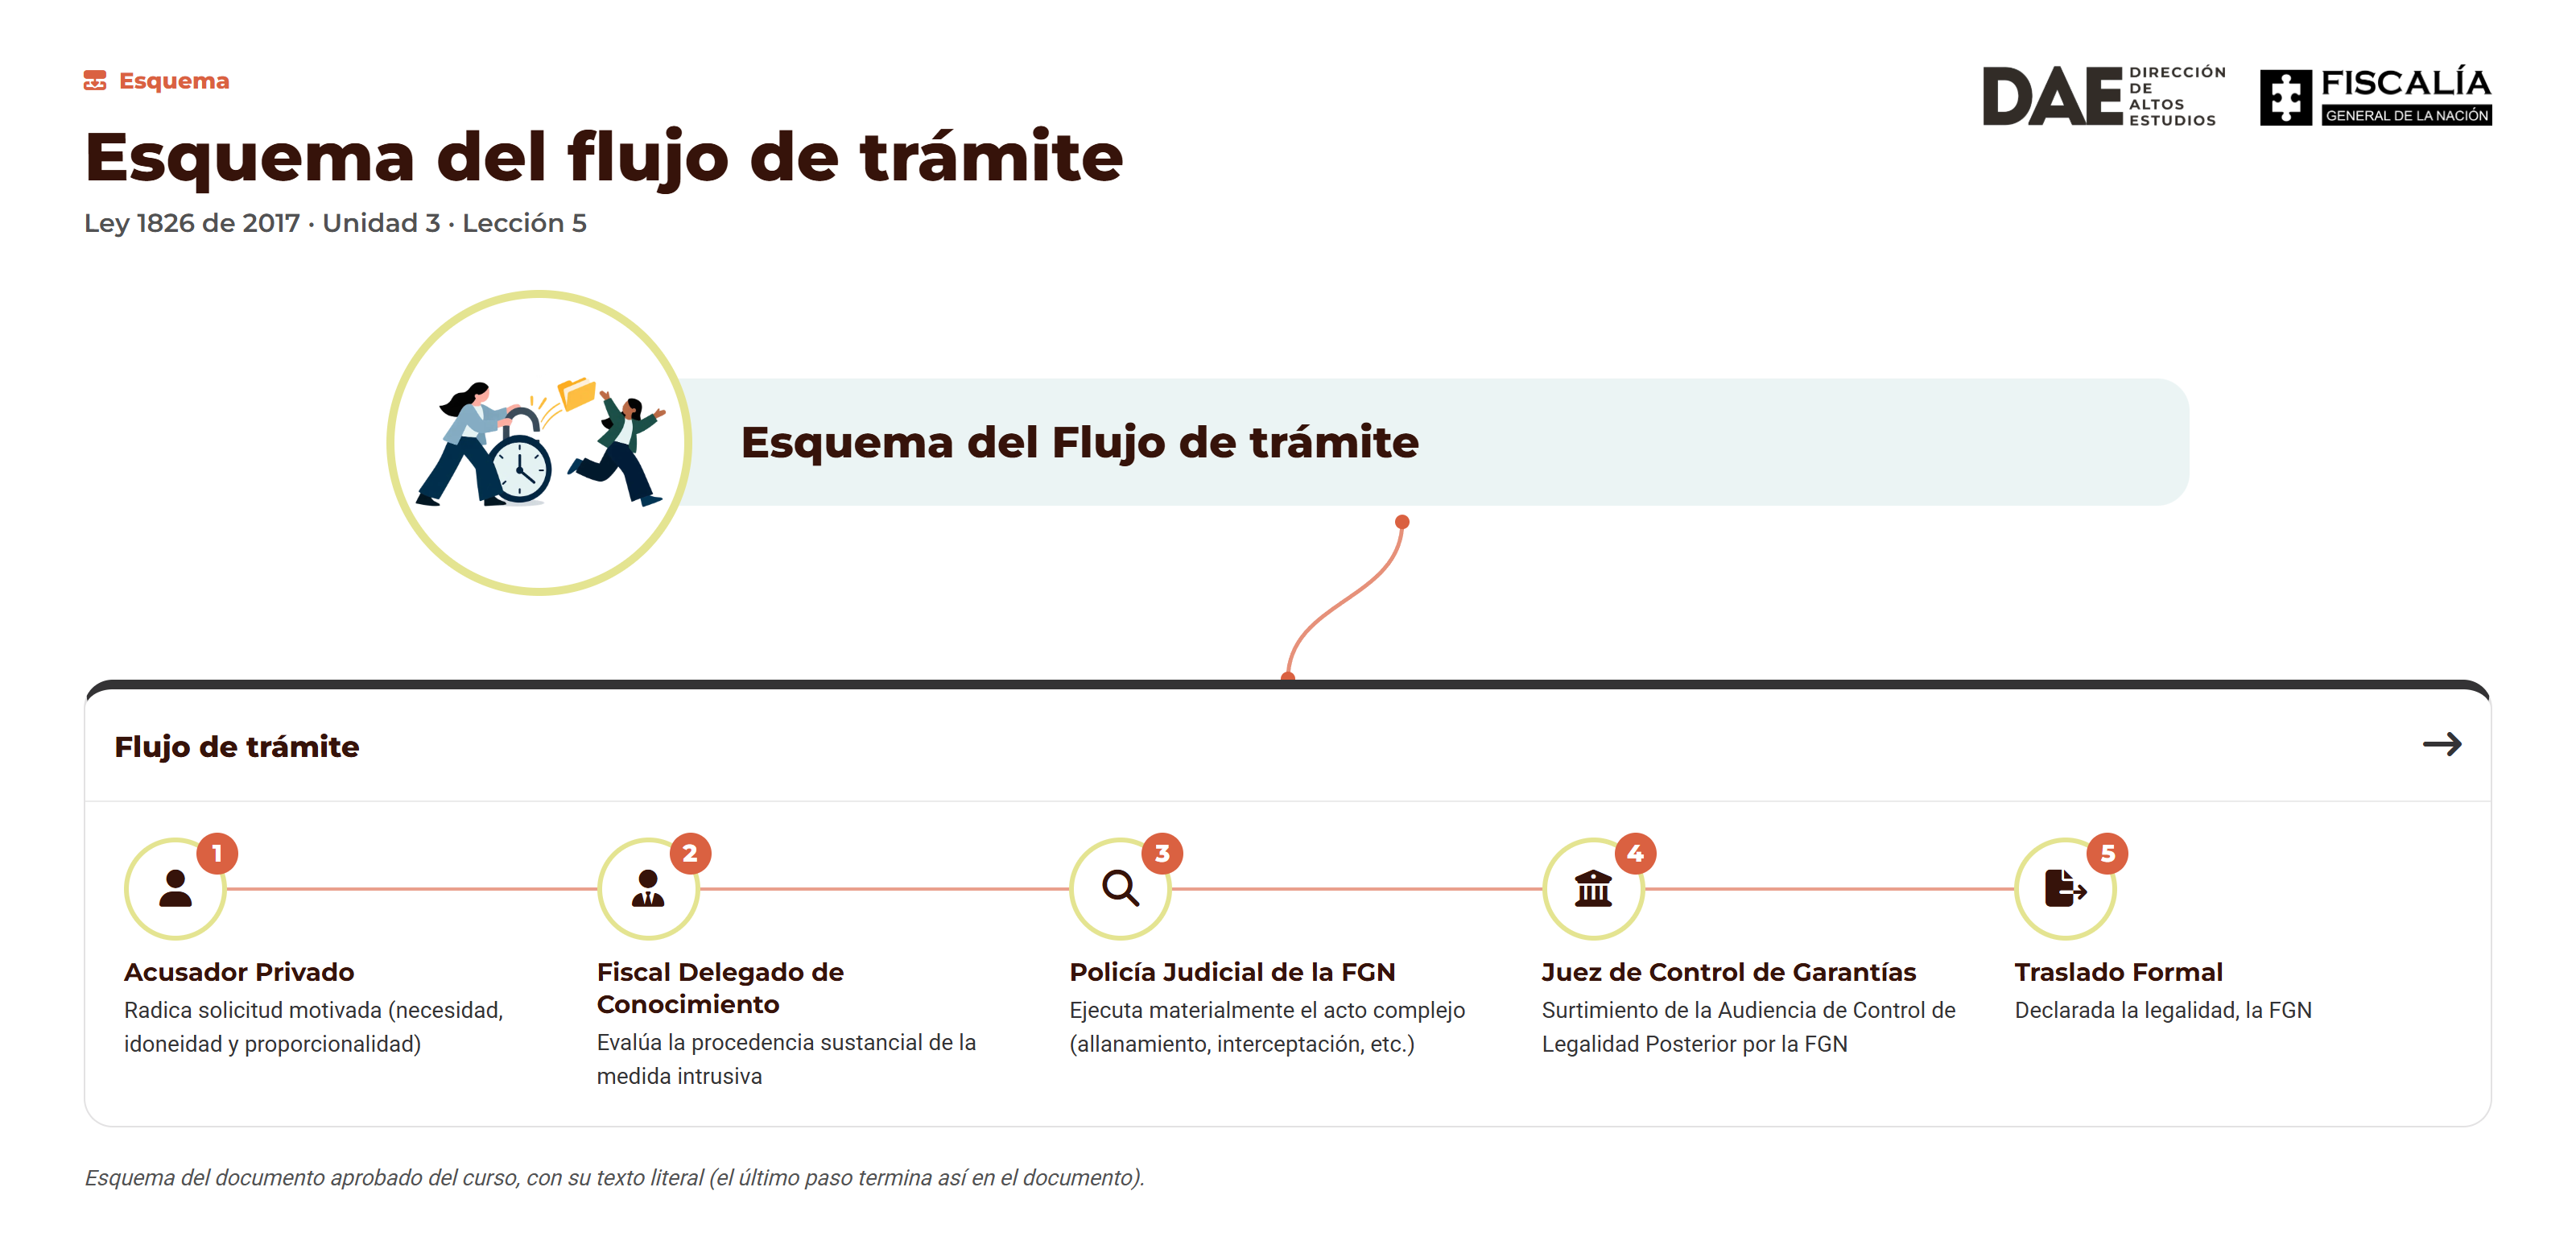 Esquema
Esquema del flujo de trámite
Ley 1826 de 2017 · Unidad 3 · Lección 5
DAE
DIRECCIÓN
DE
ALTOS
ESTUDIOS
FISCALÍA
GENERAL DE LA NACIÓN
Esquema del Flujo de trámite
Flujo de trámite
1
Acusador Privado
Radica solicitud motivada (necesidad,
idoneidad y proporcionalidad)
2
Fiscal Delegado de
Conocimiento
Evalúa la procedencia sustancial de la
medida intrusiva
3
Policía Judicial de la FGN
Ejecuta materialmente el acto complejo
(allanamiento, interceptación, etc.)
4
Juez de Control de Garantías
Surtimiento de la Audiencia de Control de
Legalidad Posterior por la FGN
5
Traslado Formal
Declarada la legalidad, la FGN
Esquema del documento aprobado del curso, con su texto literal (el último paso termina así en el documento).